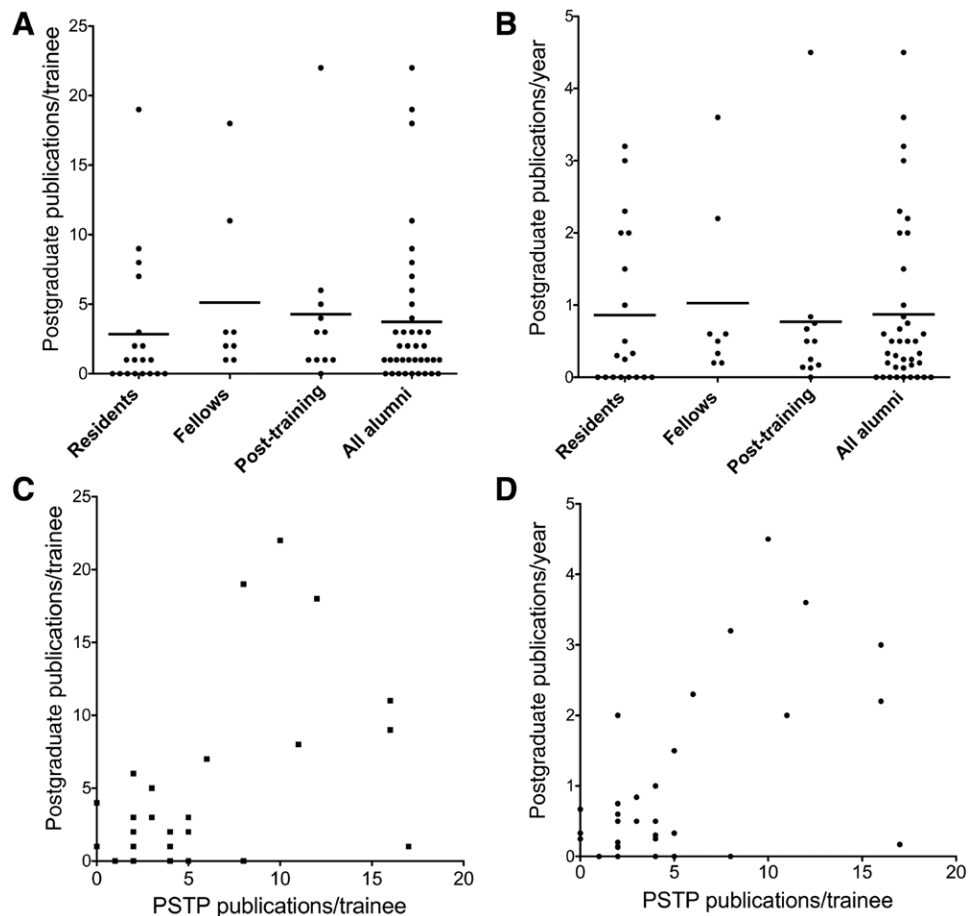 A
Postgraduate publications/trainee
25
20
15
10
5
0
Residents
Fellows
Post-training
All alumni
B
Postgraduate publications/year
5
4
3
2
1
0
Residents
Fellows
Post-training
All alumni
C
Postgraduate publications/trainee
25
20
15
10
5
0
0 5 10 15 20
PSTP publications/trainee
D
Postgraduate publications/year
5
4
3
2
1
0
0 5 10 15 20
PSTP publications/trainee